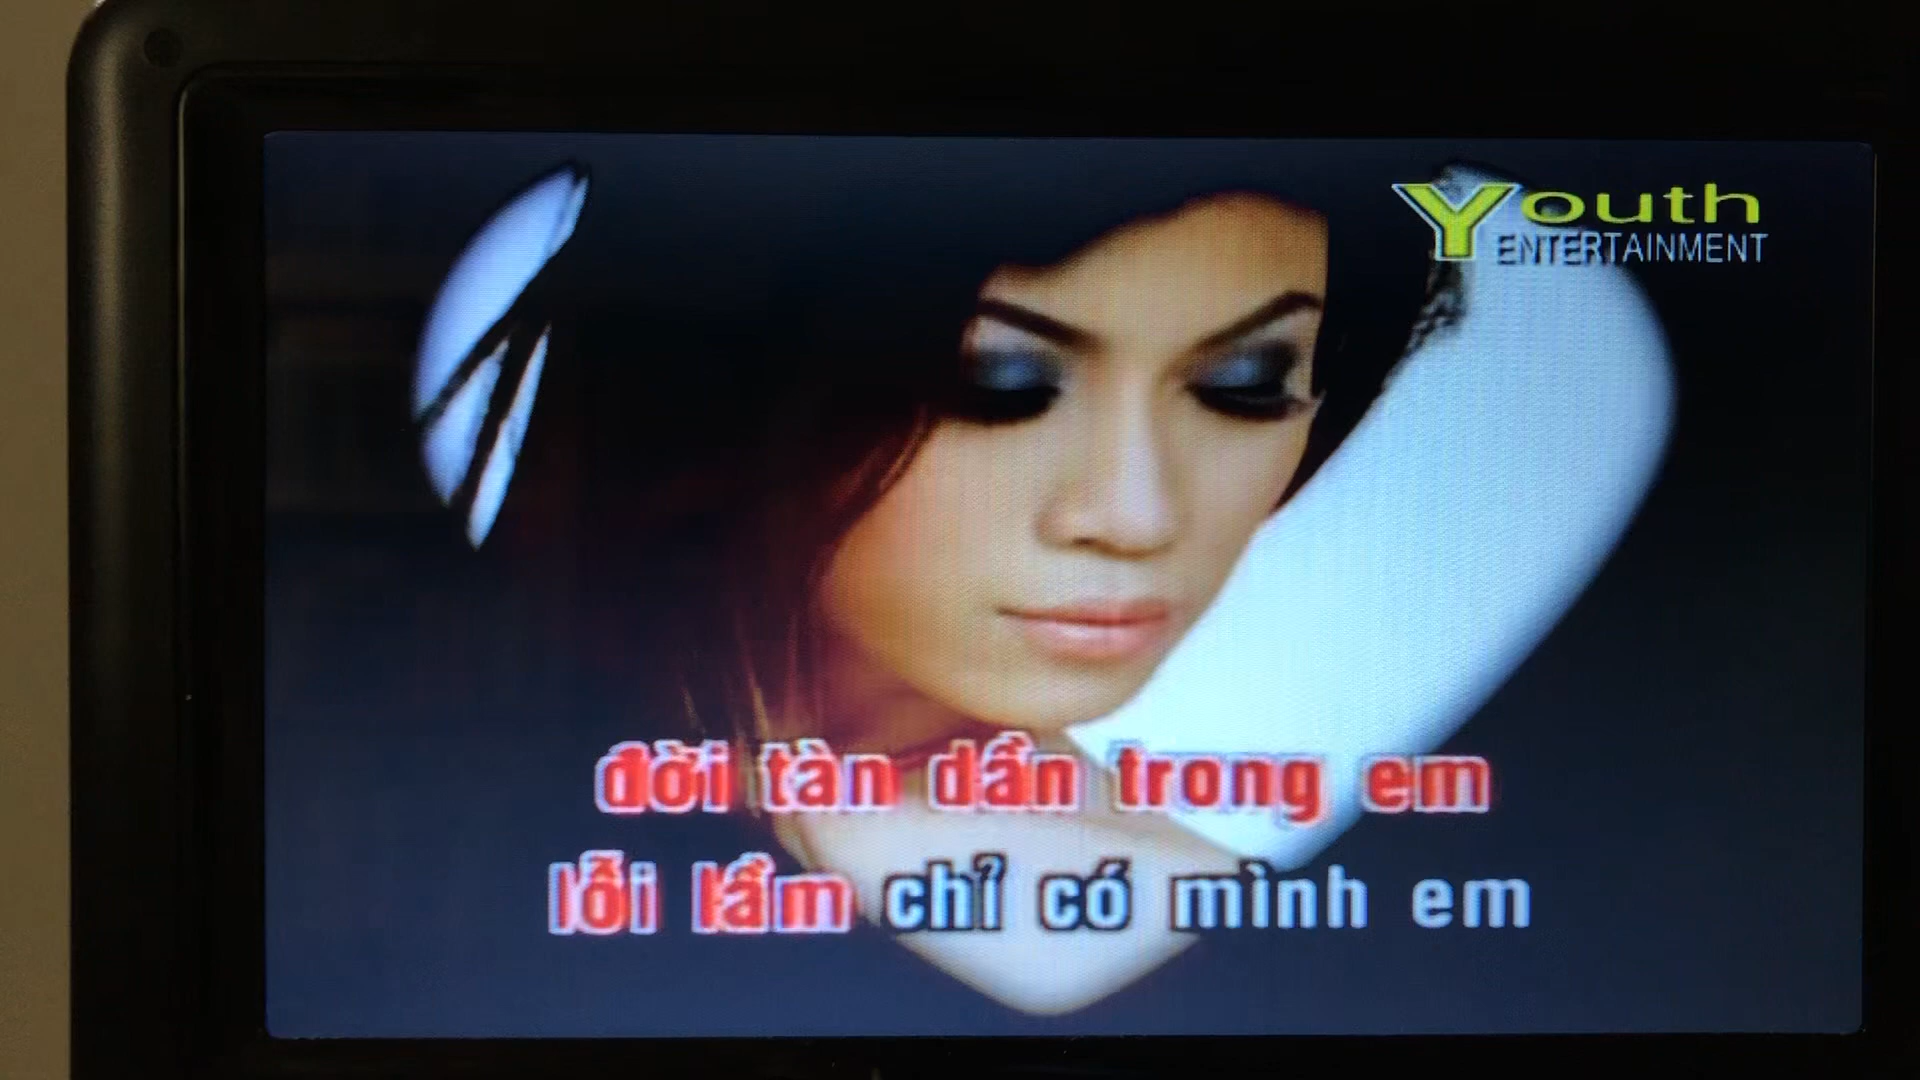 Youth
ENTERTAINMENT
đời tàn dần trong em
lỗi lầm chỉ có mình em